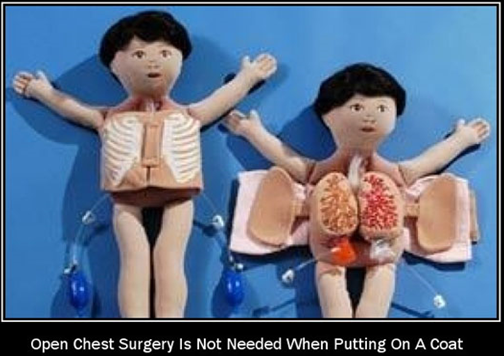 Open Chest Surgery Is Not Needed When Putting On A Coat